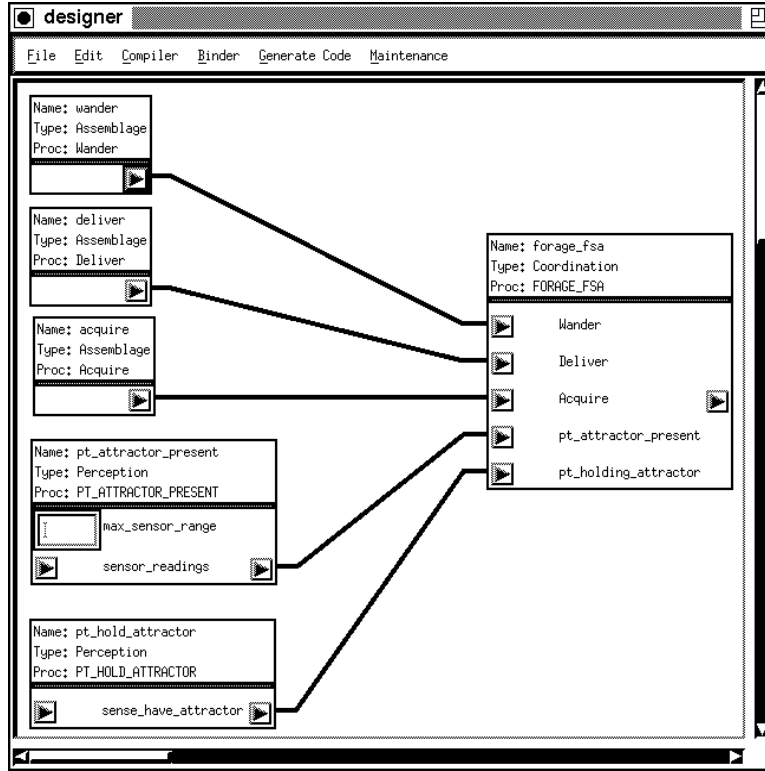 designer
File Edit Compiler Binder Generate Code Maintenance
Name: wander
Type: Assemblage
Proc: Wander
Name: deliver
Type: Assemblage
Proc: Deliver
Name: acquire
Type: Assemblage
Proc: Acquire
Name: pt_attractor_present
Type: Perception
Proc: PT_ATTRACTOR_PRESENT
max_sensor_range
sensor_readings
Name: pt_hold_attractor
Type: Perception
Proc: PT_HOLD_ATTRACTOR
sense_have_attractor
Name: forage_fsa
Type: Coordination
Proc: FORAGE_FSA
Wander
Deliver
Acquire
pt_attractor_present
pt_holding_attractor